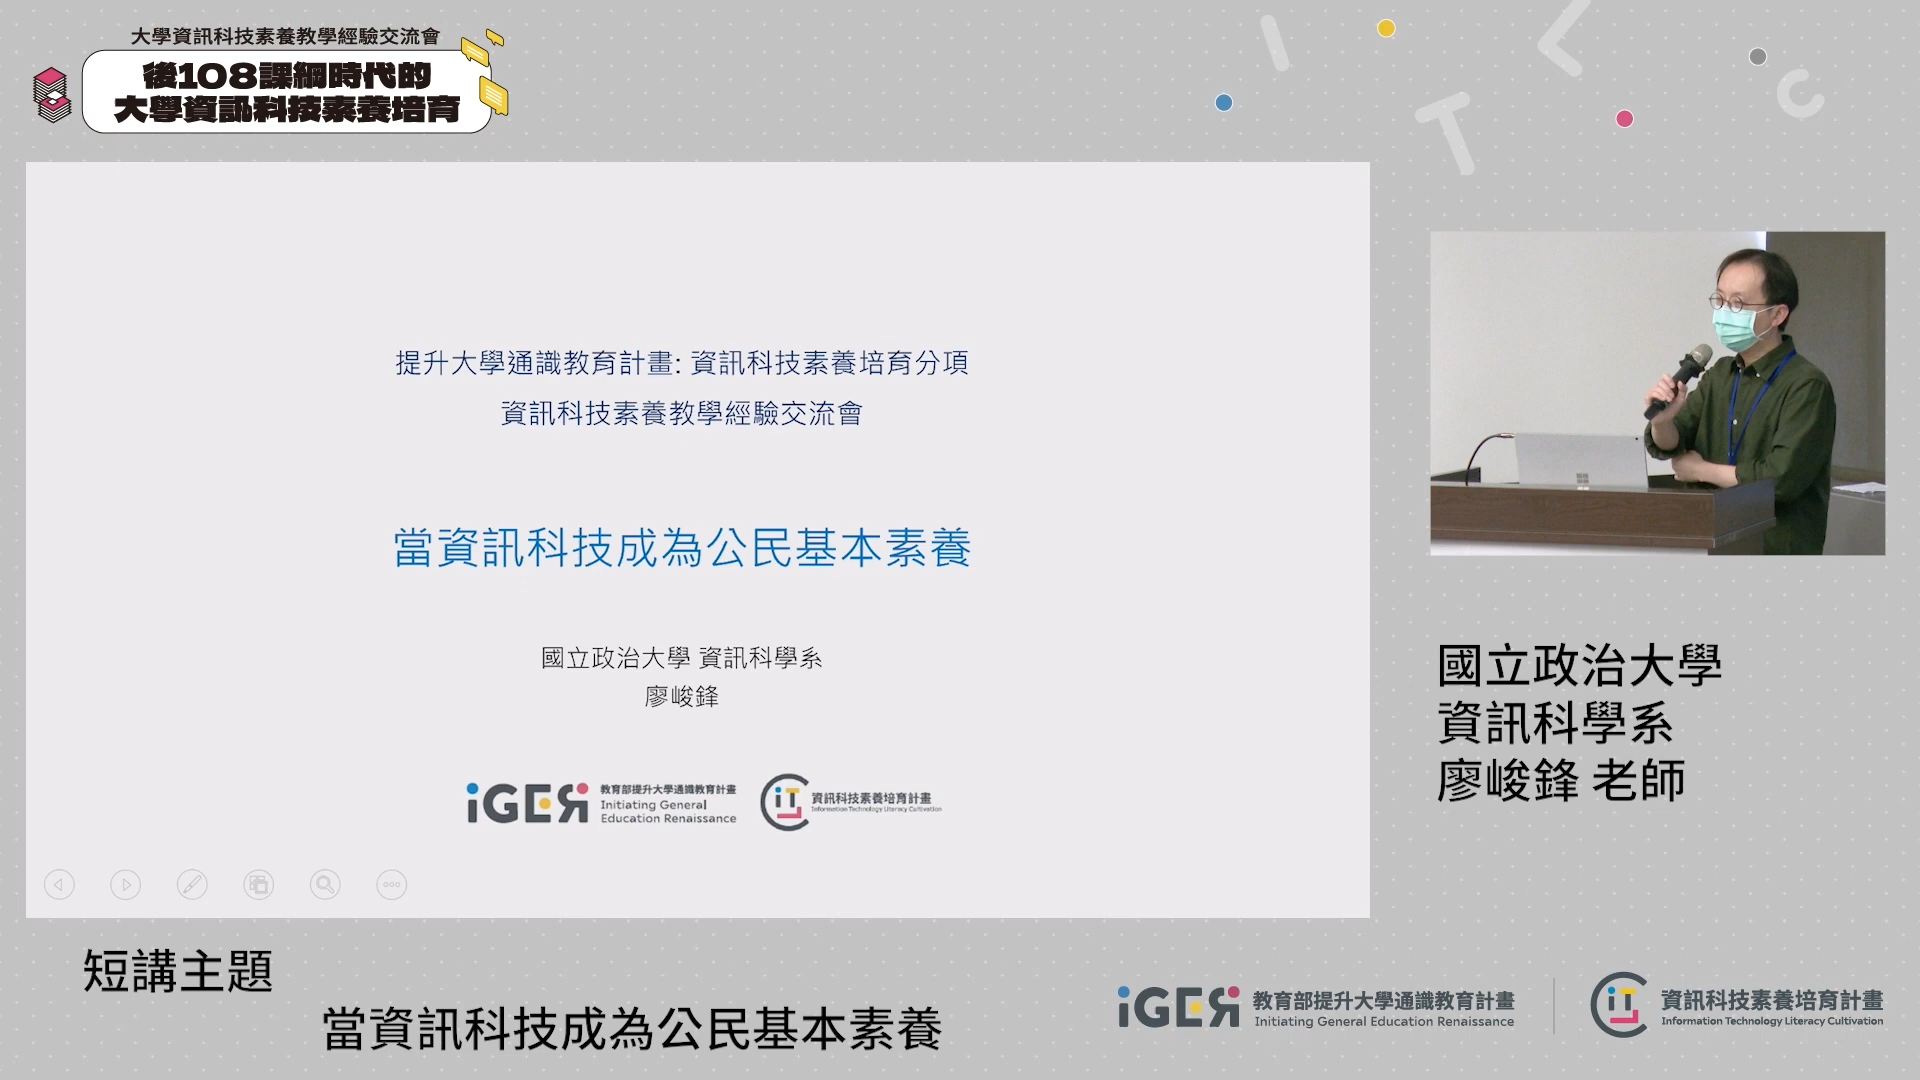 大學資訊科技素養教學經驗交流會
後108課綱時代的
大學資訊科技素養培育
提升大學通識教育計畫: 資訊科技素養培育分項
資訊科技素養教學經驗交流會
當資訊科技成為公民基本素養
國立政治大學 資訊科學系
廖峻鋒
iGER 教育部提升大學通識教育計畫
Initiating General
Education Renaissance
iTL 資訊科技素養培育計畫
Information Technology Literacy Cultivation
國立政治大學
資訊科學系
廖峻鋒 老師
短講主題
當資訊科技成為公民基本素養
iGER 教育部提升大學通識教育計畫
Initiating General Education Renaissance
iTL 資訊科技素養培育計畫
Information Technology Literacy Cultivation
I T L C